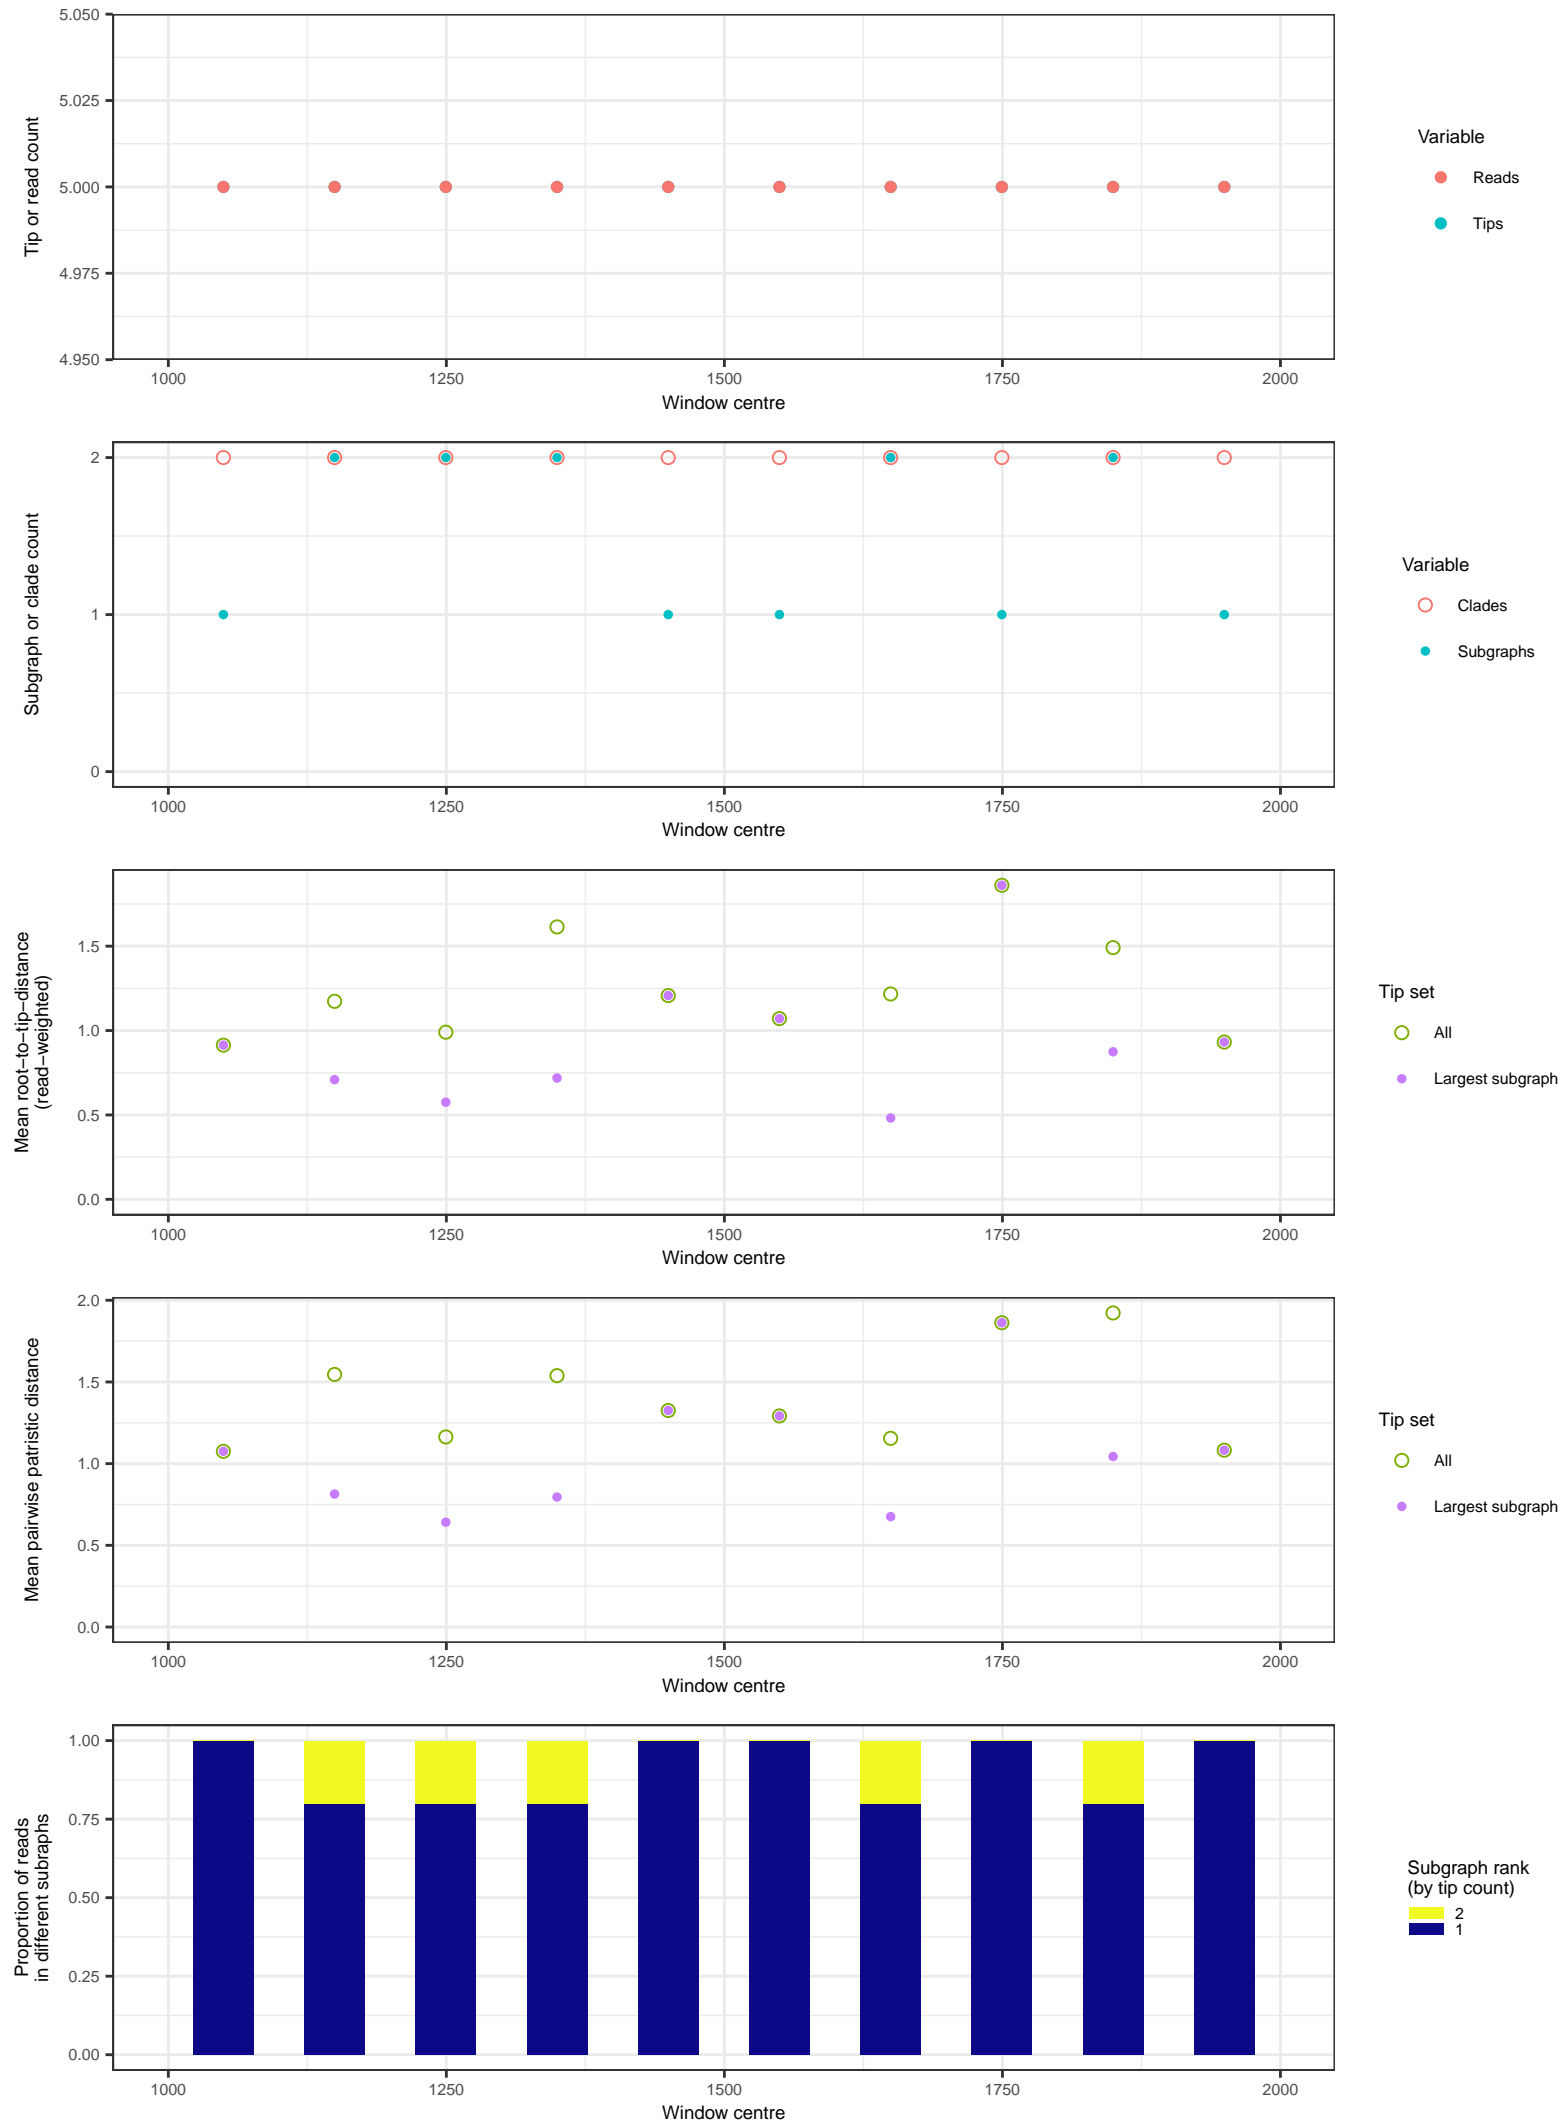 5.050
5.025
5.000
4.975
4.950
Tip or read count
1000 1250 1500 1750 2000
Window centre
Variable
Reads
Tips
2
1
0
Subgraph or clade count
1000 1250 1500 1750 2000
Window centre
Variable
Clades
Subgraphs
1.5
1.0
0.5
0.0
Mean root−to−tip−distance
(read−weighted)
1000 1250 1500 1750 2000
Window centre
Tip set
All
Largest subgraph
2.0
1.5
1.0
0.5
0.0
Mean pairwise patristic distance
1000 1250 1500 1750 2000
Window centre
Tip set
All
Largest subgraph
1.00
0.75
0.50
0.25
0.00
Proportion of reads
in different subraphs
1000 1250 1500 1750 2000
Window centre
Subgraph rank
(by tip count)
2
1